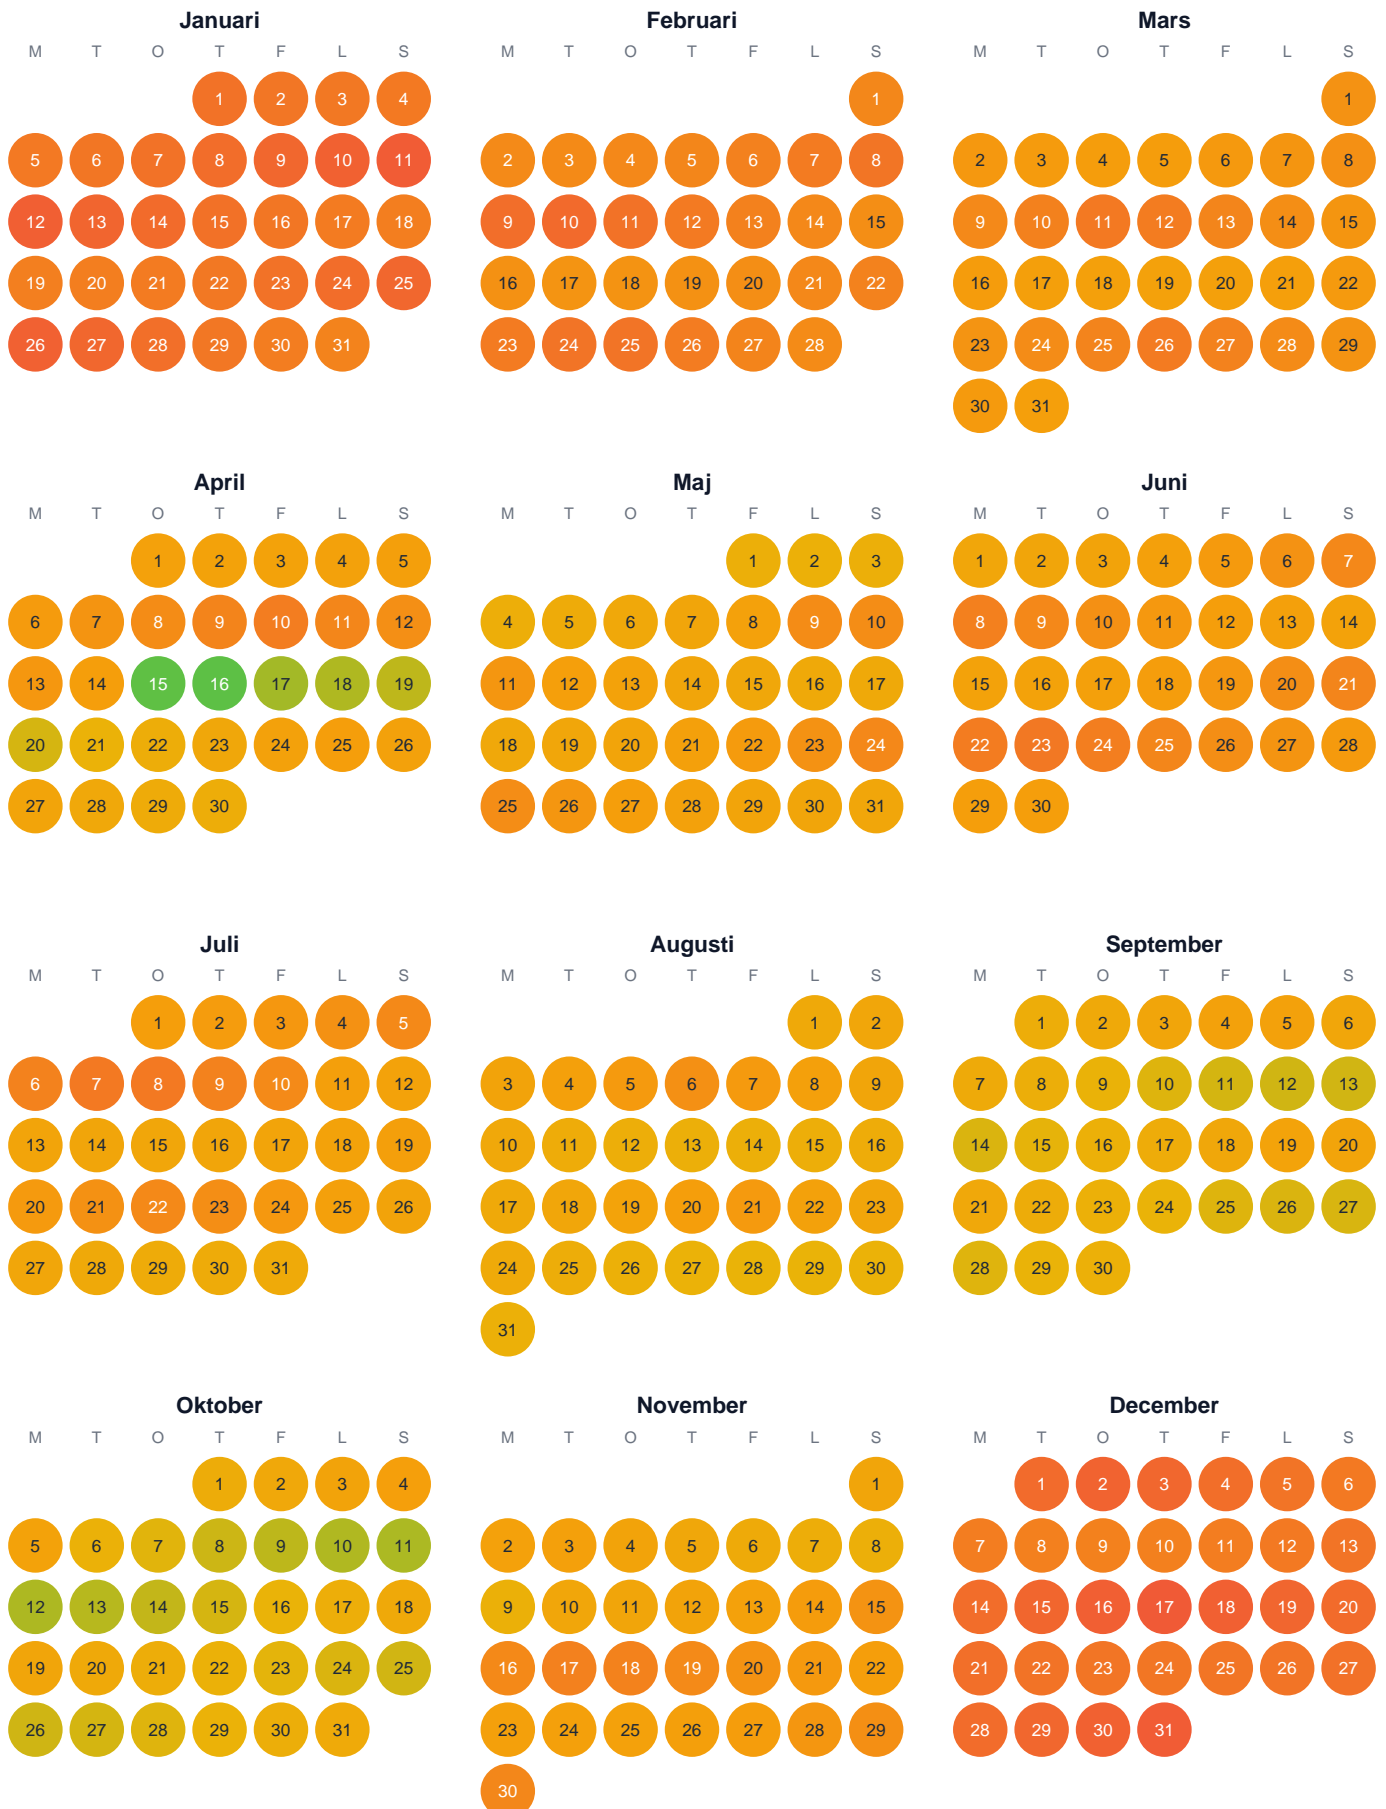 Januari
M T O T F L S
1 2 3 4
5 6 7 8 9 10 11
12 13 14 15 16 17 18
19 20 21 22 23 24 25
26 27 28 29 30 31
Februari
M T O T F L S
1
2 3 4 5 6 7 8
9 10 11 12 13 14 15
16 17 18 19 20 21 22
23 24 25 26 27 28
Mars
M T O T F L S
1
2 3 4 5 6 7 8
9 10 11 12 13 14 15
16 17 18 19 20 21 22
23 24 25 26 27 28 29
30 31
April
M T O T F L S
1 2 3 4 5
6 7 8 9 10 11 12
13 14 15 16 17 18 19
20 21 22 23 24 25 26
27 28 29 30
Maj
M T O T F L S
1 2 3
4 5 6 7 8 9 10
11 12 13 14 15 16 17
18 19 20 21 22 23 24
25 26 27 28 29 30 31
Juni
M T O T F L S
1 2 3 4 5 6 7
8 9 10 11 12 13 14
15 16 17 18 19 20 21
22 23 24 25 26 27 28
29 30
Juli
M T O T F L S
1 2 3 4 5
6 7 8 9 10 11 12
13 14 15 16 17 18 19
20 21 22 23 24 25 26
27 28 29 30 31
Augusti
M T O T F L S
1 2
3 4 5 6 7 8 9
10 11 12 13 14 15 16
17 18 19 20 21 22 23
24 25 26 27 28 29 30
31
September
M T O T F L S
1 2 3 4 5 6
7 8 9 10 11 12 13
14 15 16 17 18 19 20
21 22 23 24 25 26 27
28 29 30
Oktober
M T O T F L S
1 2 3 4
5 6 7 8 9 10 11
12 13 14 15 16 17 18
19 20 21 22 23 24 25
26 27 28 29 30 31
November
M T O T F L S
1
2 3 4 5 6 7 8
9 10 11 12 13 14 15
16 17 18 19 20 21 22
23 24 25 26 27 28 29
30
December
M T O T F L S
1 2 3 4 5 6
7 8 9 10 11 12 13
14 15 16 17 18 19 20
21 22 23 24 25 26 27
28 29 30 31